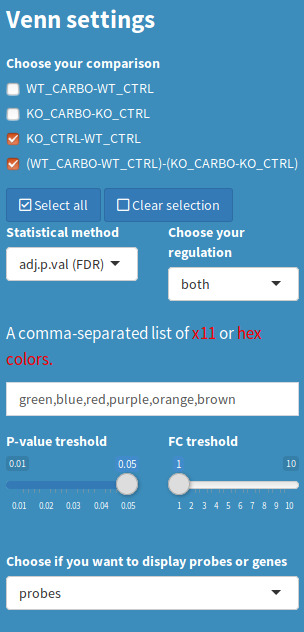 Venn settings
Choose your comparison
WT_CARBO-WT_CTRL
KO_CARBO-KO_CTRL
KO_CTRL-WT_CTRL
(WT_CARBO-WT_CTRL)-(KO_CARBO-KO_CTRL)
Select all Clear selection
Statistical method
adj.p.val (FDR)
Choose your
regulation
both
A comma-separated list of x11 or hex
colors.
green,blue,red,purple,orange,brown
P-value treshold
0.01 0.05
0.01 0.02 0.03 0.04 0.05
FC treshold
1 10
1 2 3 4 5 6 7 8 9 10
Choose if you want to display probes or genes
probes